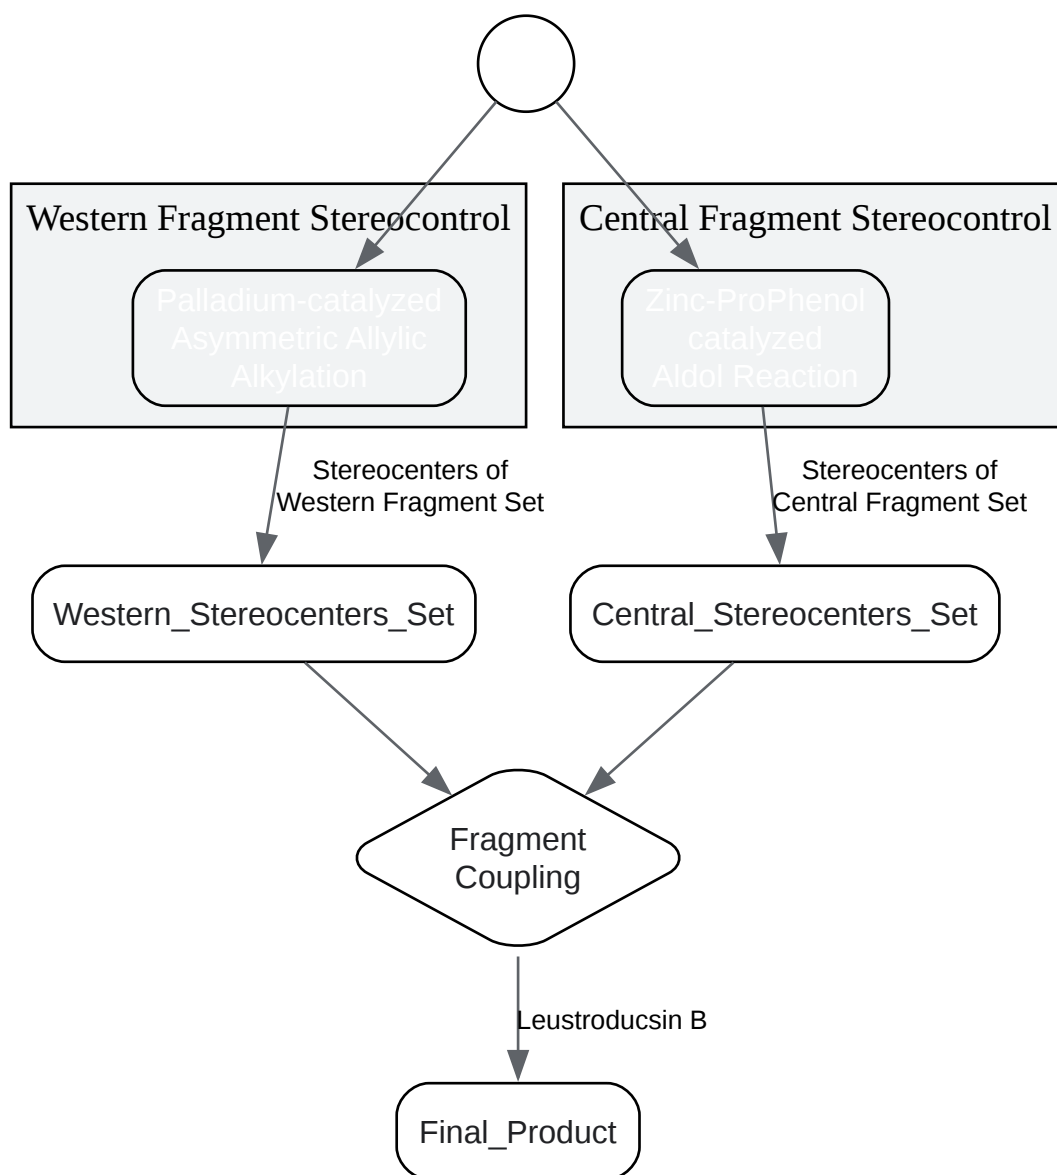 Western Fragment Stereocontrol
Central Fragment Stereocontrol
Palladium-catalyzed
Asymmetric Allylic
Alkylation
Zinc-ProPhenol
catalyzed
Aldol Reaction
Stereocenters of
Western Fragment Set
Stereocenters of
Central Fragment Set
Western_Stereocenters_Set
Central_Stereocenters_Set
Fragment
Coupling
Leustroducsin B
Final_Product